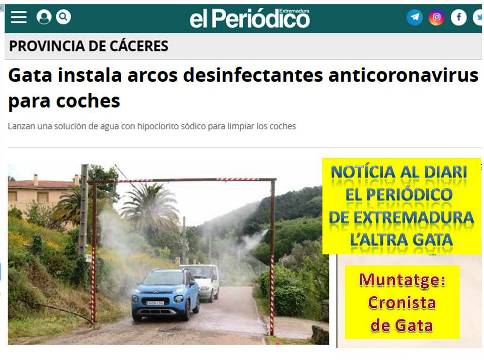 el Periódico
Extremadura
PROVINCIA DE CÁCERES
Gata instala arcos desinfectantes anticoronavirus
para coches
Lanzan una solución de agua con hipoclorito sódico para limpiar los coches
NOTÍCIA AL DIARI
EL PERIÓDICO
DE EXTREMADURA
L'ALTRA GATA
Muntatge:
Cronista
de Gata